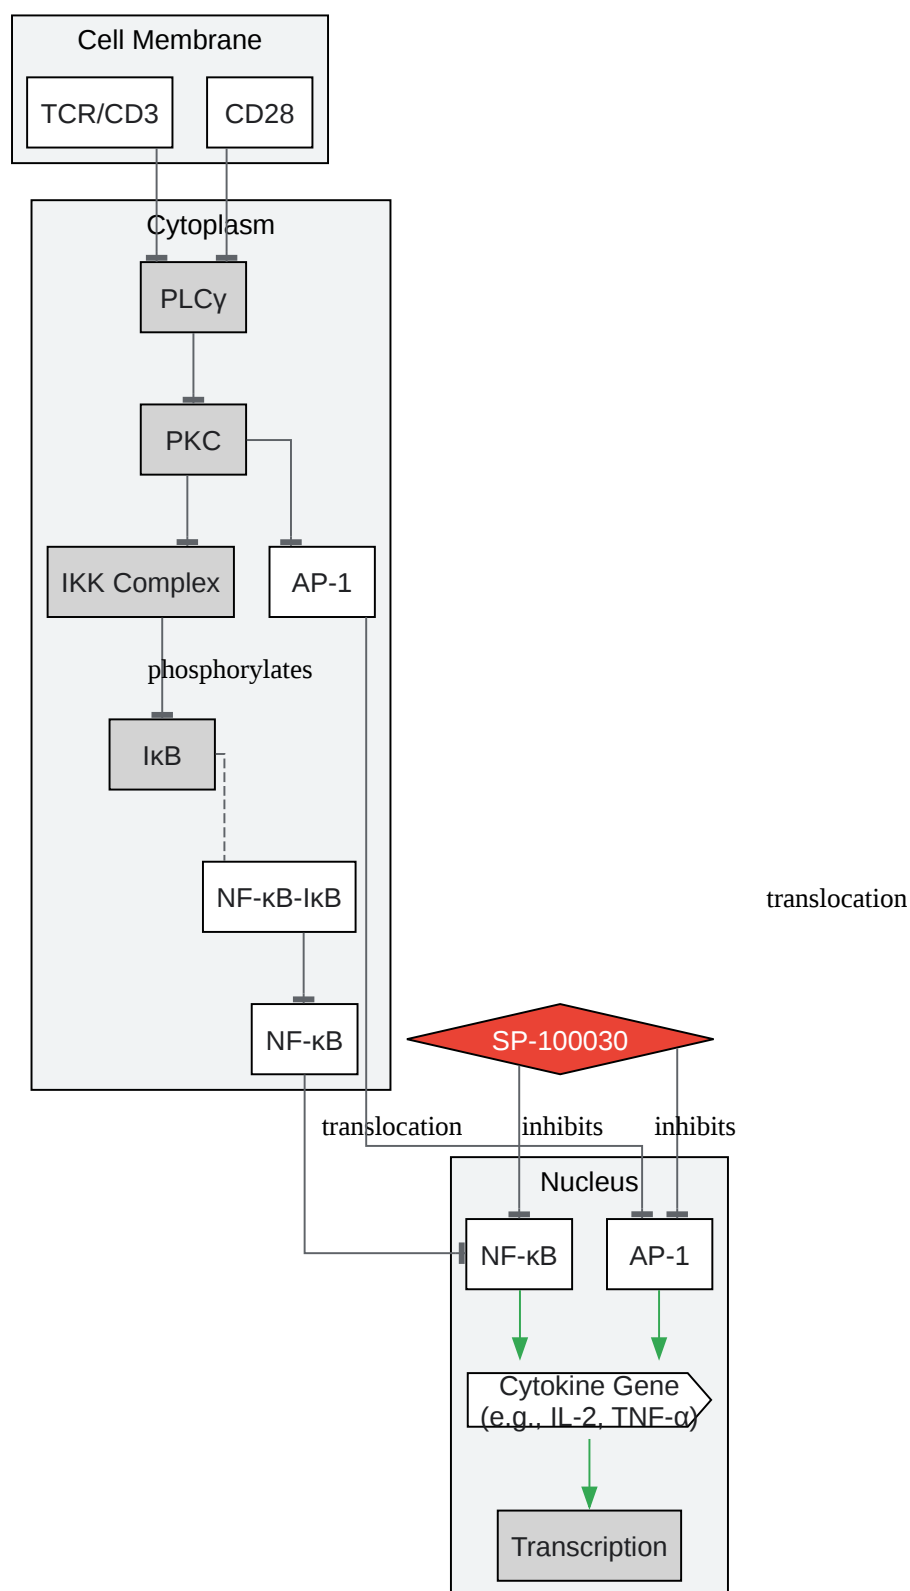 Cell Membrane
TCR/CD3
CD28
Cytoplasm
PLCγ
PKC
IKK Complex
AP-1
phosphorylates
IκB
NF-κB-IκB
translocation
NF-κB
SP-100030
translocation
inhibits
inhibits
Nucleus
NF-κB
AP-1
Cytokine Gene
(e.g., IL-2, TNF-α)
Transcription